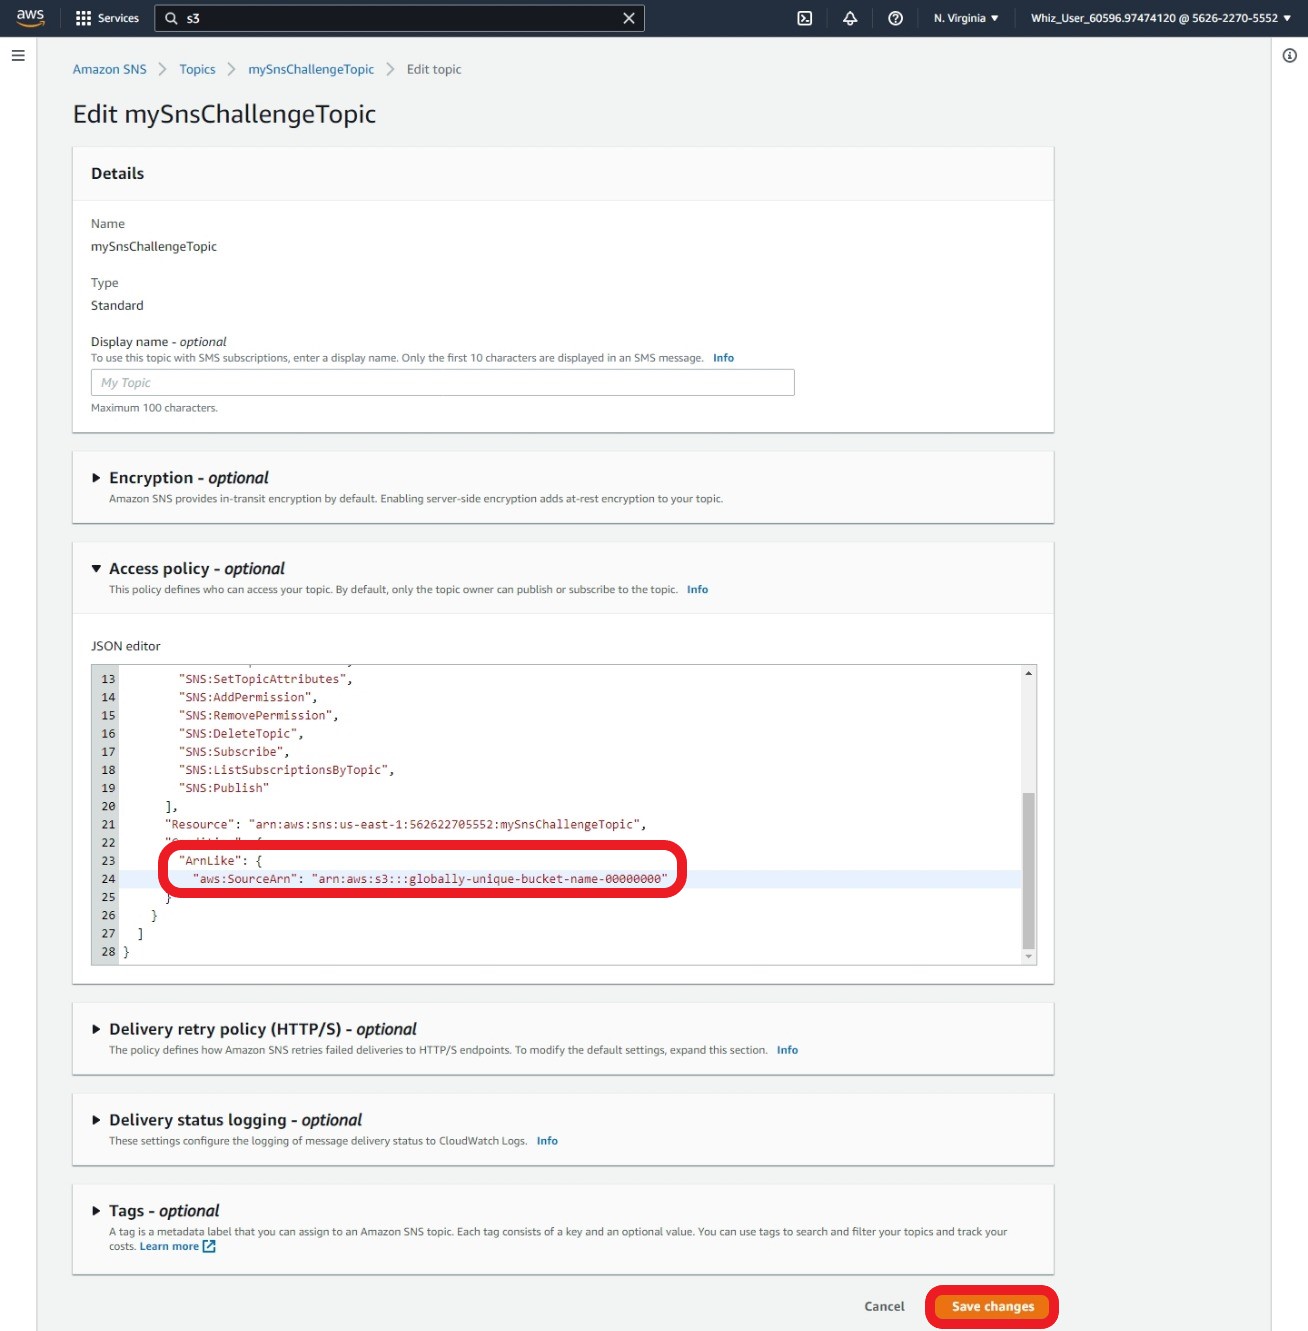 aws Services s3 N. Virginia ▼ Whiz_User_60596.97474120 @ 5626-2270-5552 ▼
Amazon SNS > Topics > mySnsChallengeTopic > Edit topic
Edit mySnsChallengeTopic
Details
Name
mySnsChallengeTopic
Type
Standard
Display name - optional
To use this topic with SMS subscriptions, enter a display name. Only the first 10 characters are displayed in an SMS message. Info
My Topic
Maximum 100 characters.
Encryption - optional
Amazon SNS provides in-transit encryption by default. Enabling server-side encryption adds at-rest encryption to your topic.
Access policy - optional
This policy defines who can access your topic. By default, only the topic owner can publish or subscribe to the topic. Info
JSON editor
13 "SNS:SetTopicAttributes",
14 "SNS:AddPermission",
15 "SNS:RemovePermission",
16 "SNS:DeleteTopic",
17 "SNS:Subscribe",
18 "SNS:ListSubscriptionsByTopic",
19 "SNS:Publish"
20 ],
21 "Resource": "arn:aws:sns:us-east-1:562622705552:mySnsChallengeTopic",
22
23 "ArnLike": {
24 "aws:SourceArn": "arn:aws:s3:::globally-unique-bucket-name-00000000"
25 }
26 }
27 ]
28 }
Delivery retry policy (HTTP/S) - optional
The policy defines how Amazon SNS retries failed deliveries to HTTP/S endpoints. To modify the default settings, expand this section. Info
Delivery status logging - optional
These settings configure the logging of message delivery status to CloudWatch Logs. Info
Tags - optional
A tag is a metadata label that you can assign to an Amazon SNS topic. Each tag consists of a key and an optional value. You can use tags to search and filter your topics and track your
costs. Learn more
Cancel Save changes